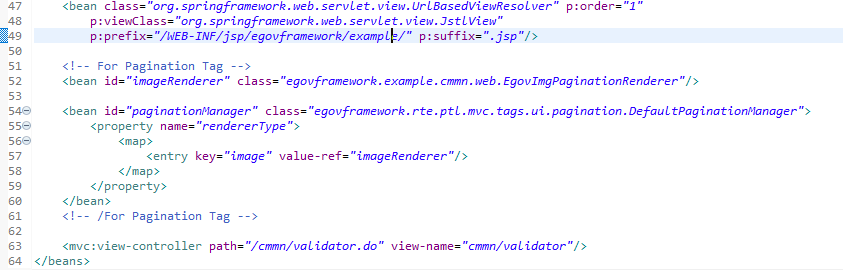 47 <bean class="org.springframework.web.servlet.view.UrlBasedViewResolver" p:order="1"
48 p:viewClass="org.springframework.web.servlet.view.JstlView"
49 p:prefix="/WEB-INF/jsp/egovframework/example/" p:suffix=".jsp"/>
50
51 <!-- For Pagination Tag -->
52 <bean id="imageRenderer" class="egovframework.example.cmmn.web.EgovImgPaginationRenderer"/>
53
54 <bean id="paginationManager" class="egovframework.rte.ptl.mvc.tags.ui.pagination.DefaultPaginationManager">
55 <property name="rendererType">
56 <map>
57 <entry key="image" value-ref="imageRenderer"/>
58 </map>
59 </property>
60 </bean>
61 <!-- /For Pagination Tag -->
62
63 <mvc:view-controller path="/cmmn/validator.do" view-name="cmmn/validator"/>
64 </beans>